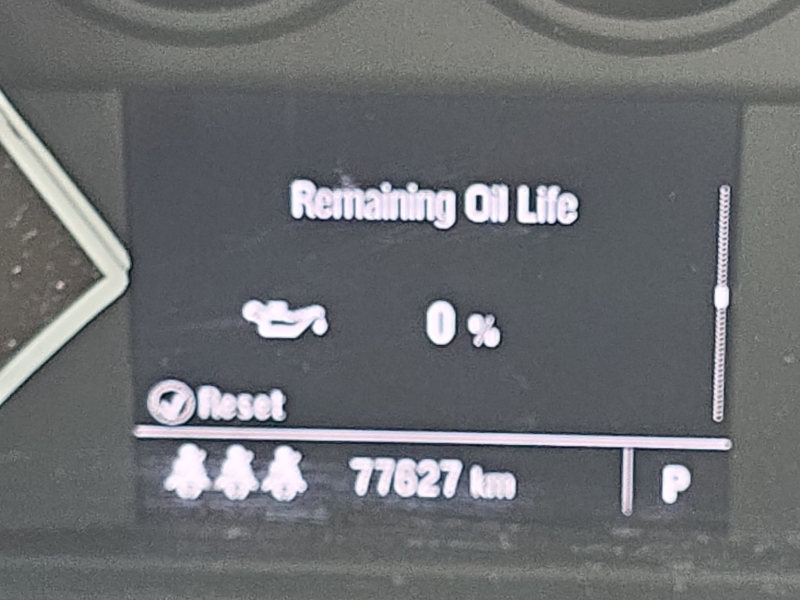 Remaining Oil Life
0 %
Reset
77627 km
P